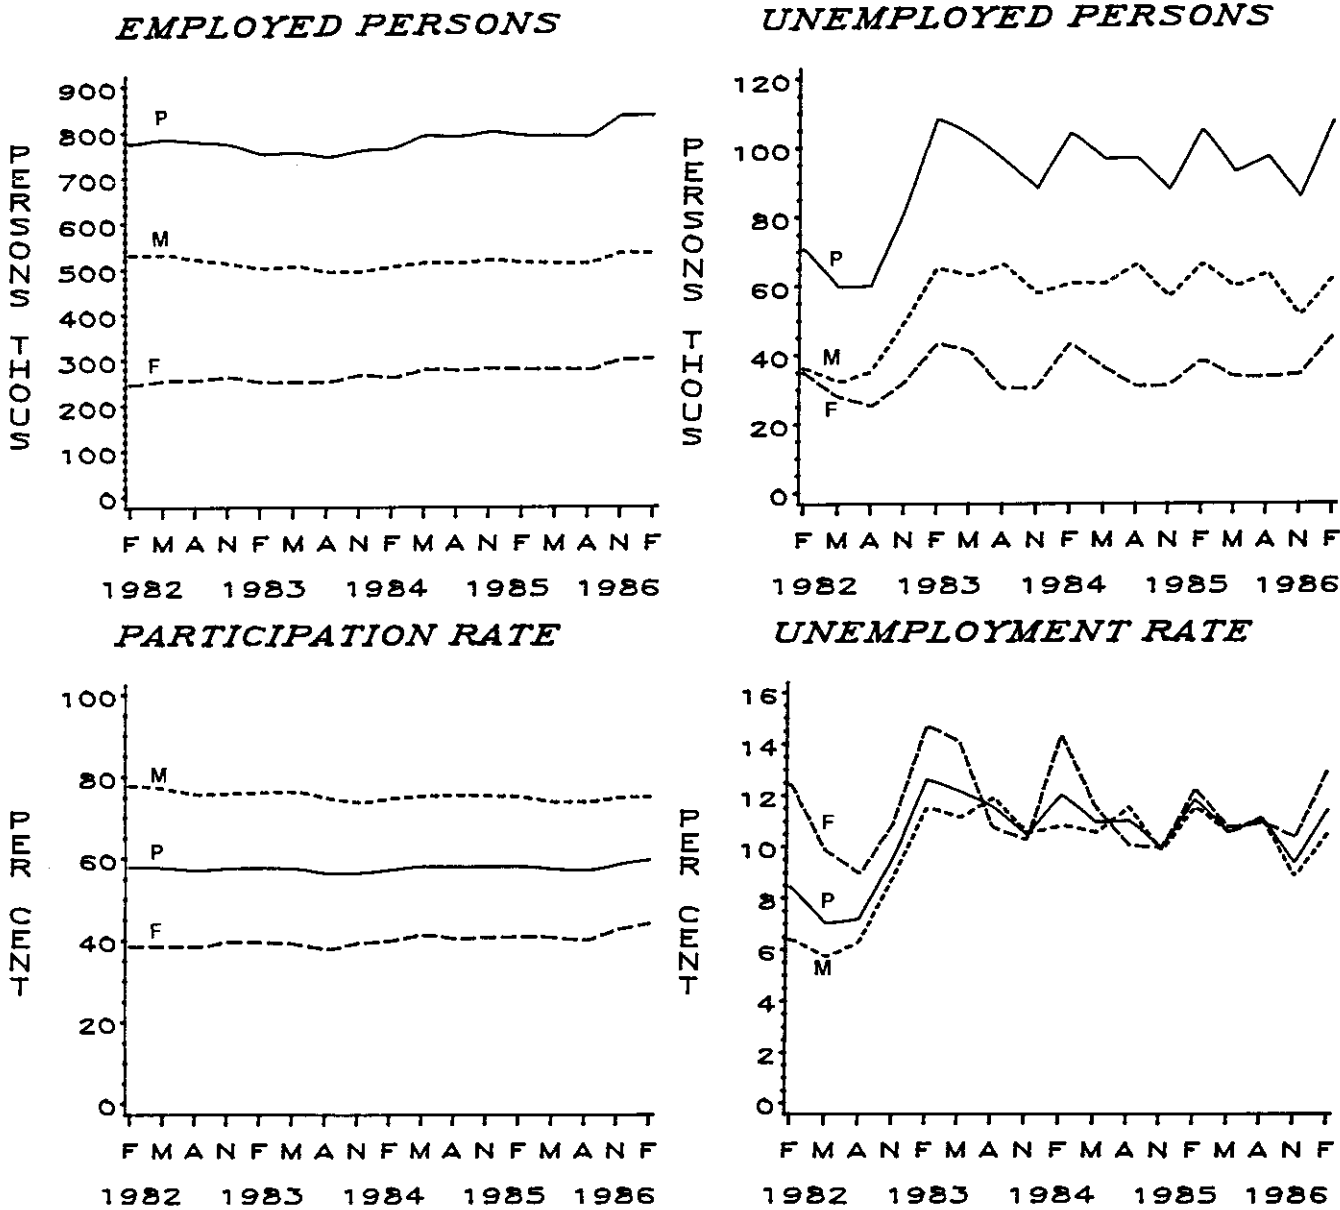 EMPLOYED PERSONS
PERSONS THOUS
900
800
700
600
500
400
300
200
100
0
P
M
F
F M A N F M A N F M A N F M A N F
1982 1983 1984 1985 1986
UNEMPLOYED PERSONS
PERSONS THOUS
120
100
80
60
40
20
0
P
M
F
F M A N F M A N F M A N F M A N F
1982 1983 1984 1985 1986
PARTICIPATION RATE
PER CENT
100
80
60
40
20
0
M
P
F
F M A N F M A N F M A N F M A N F
1982 1983 1984 1985 1986
UNEMPLOYMENT RATE
PER CENT
16
14
12
10
8
6
4
2
0
F
P
M
F M A N F M A N F M A N F M A N F
1982 1983 1984 1985 1986